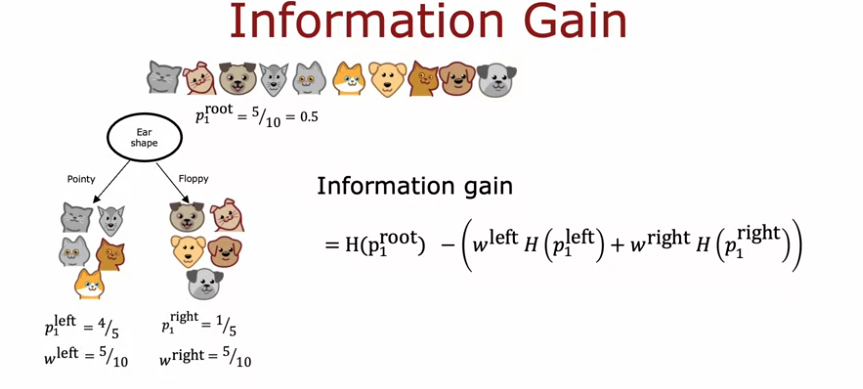 Information Gain
p₁^root = 5/10 = 0.5
Ear
shape
Pointy
Floppy
Information gain
= H(p₁^root) − (w^left H (p₁^left) + w^right H (p₁^right))
p₁^left = 4/5
p₁^right = 1/5
w^left = 5/10
w^right = 5/10